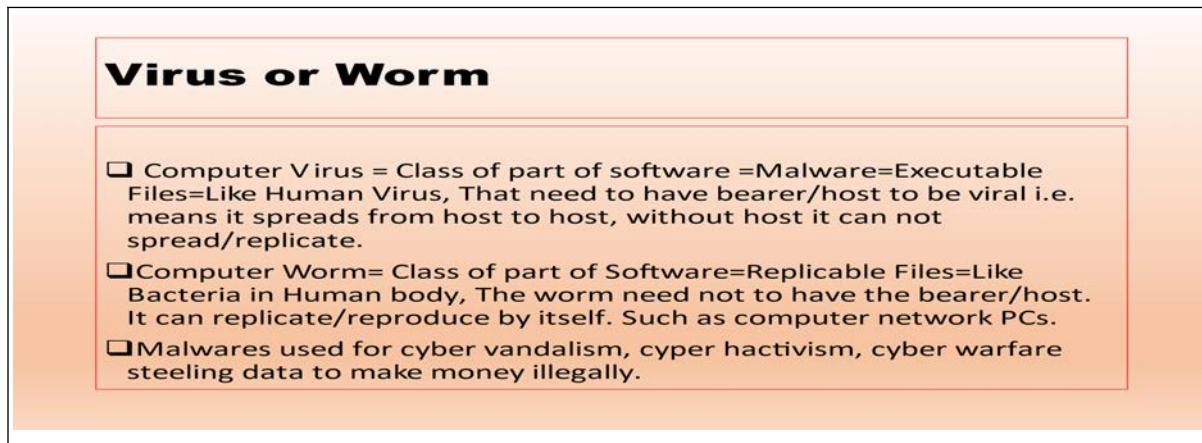 Virus or Worm
❑ Computer Virus = Class of part of software =Malware=Executable
Files=Like Human Virus, That need to have bearer/host to be viral i.e.
means it spreads from host to host, without host it can not
spread/replicate.
❑Computer Worm= Class of part of Software=Replicable Files=Like
Bacteria in Human body, The worm need not to have the bearer/host.
It can replicate/reproduce by itself. Such as computer network PCs.
❑Malwares used for cyber vandalism, cyper hactivism, cyber warfare
steeling data to make money illegally.